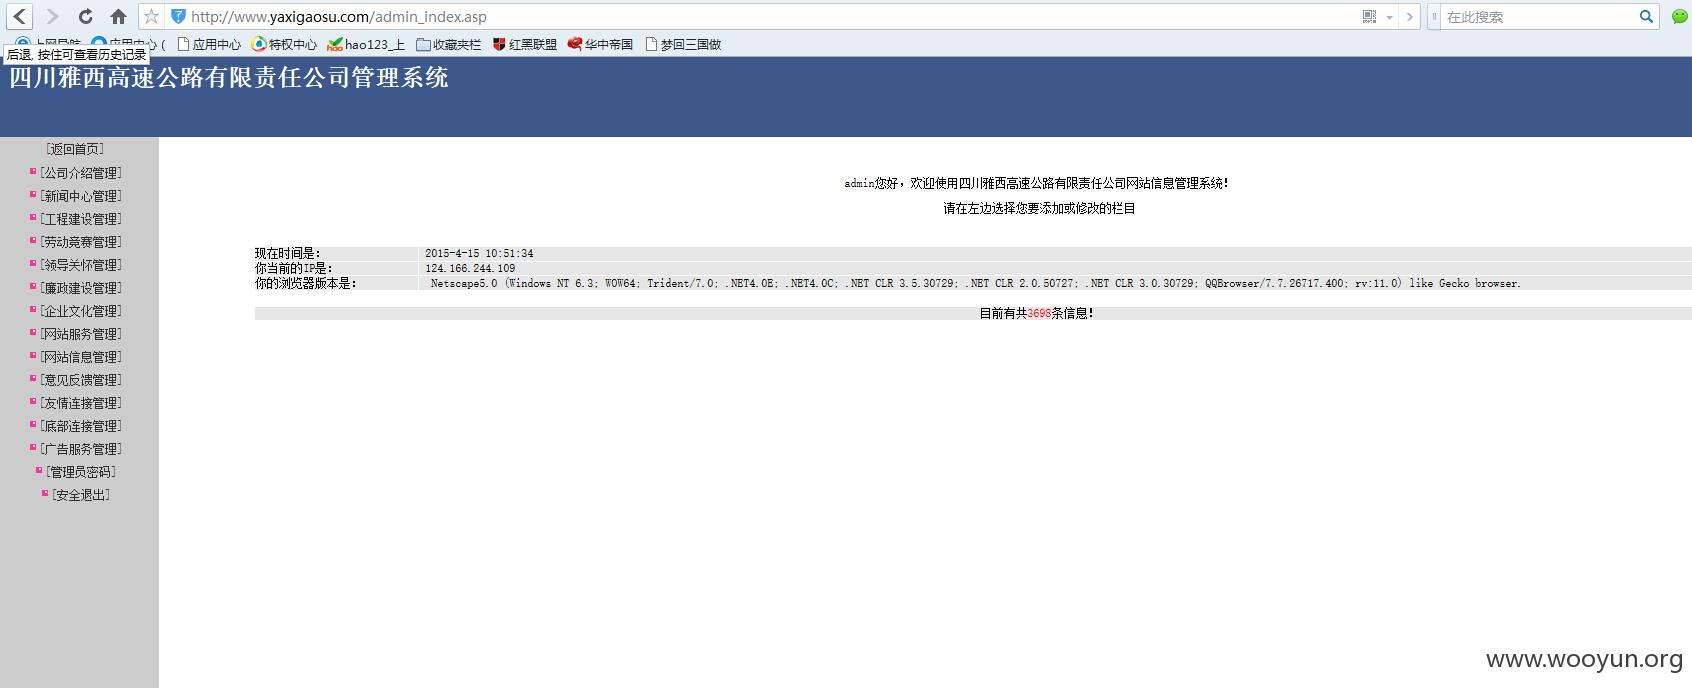 http://www.yaxigaosu.com/admin_index.asp
在此搜索
应用中心 ( 应用中心 特权中心 hao123_上 收藏夹栏 红黑联盟 华中帝国 梦回三国做
后退, 按住可查看历史记录
四川雅西高速公路有限责任公司管理系统
[返回首页]
[公司介绍管理]
[新闻中心管理]
[工程建设管理]
[劳动竞赛管理]
[领导关怀管理]
[廉政建设管理]
[企业文化管理]
[网站服务管理]
[网站信息管理]
[意见反馈管理]
[友情连接管理]
[底部连接管理]
[广告服务管理]
[管理员密码]
[安全退出]
admin您好，欢迎使用四川雅西高速公路有限责任公司网站信息管理系统！
请在左边选择您要添加或修改的栏目
现在时间是： 2015-4-15 10:51:34
你当前的IP是： 124.166.244.109
你的浏览器版本是： Netscape5.0 (Windows NT 6.3; WOW64; Trident/7.0; .NET4.0E; .NET4.0C; .NET CLR 3.5.30729; .NET CLR 2.0.50727; .NET CLR 3.0.30729; QQBrowser/7.7.26717.400; rv:11.0) like Gecko browser.
目前有共3698条信息！
www.wooyun.org